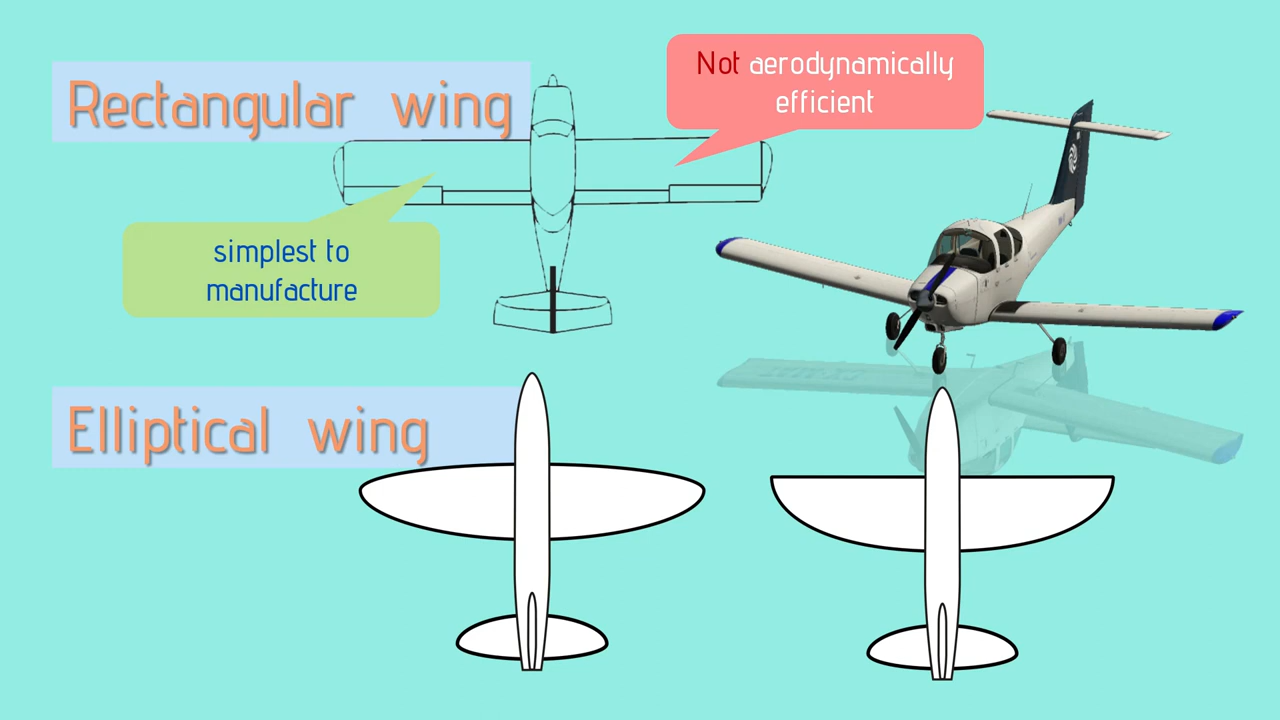 Rectangular wing
Not aerodynamically
efficient
simplest to
manufacture
Elliptical wing